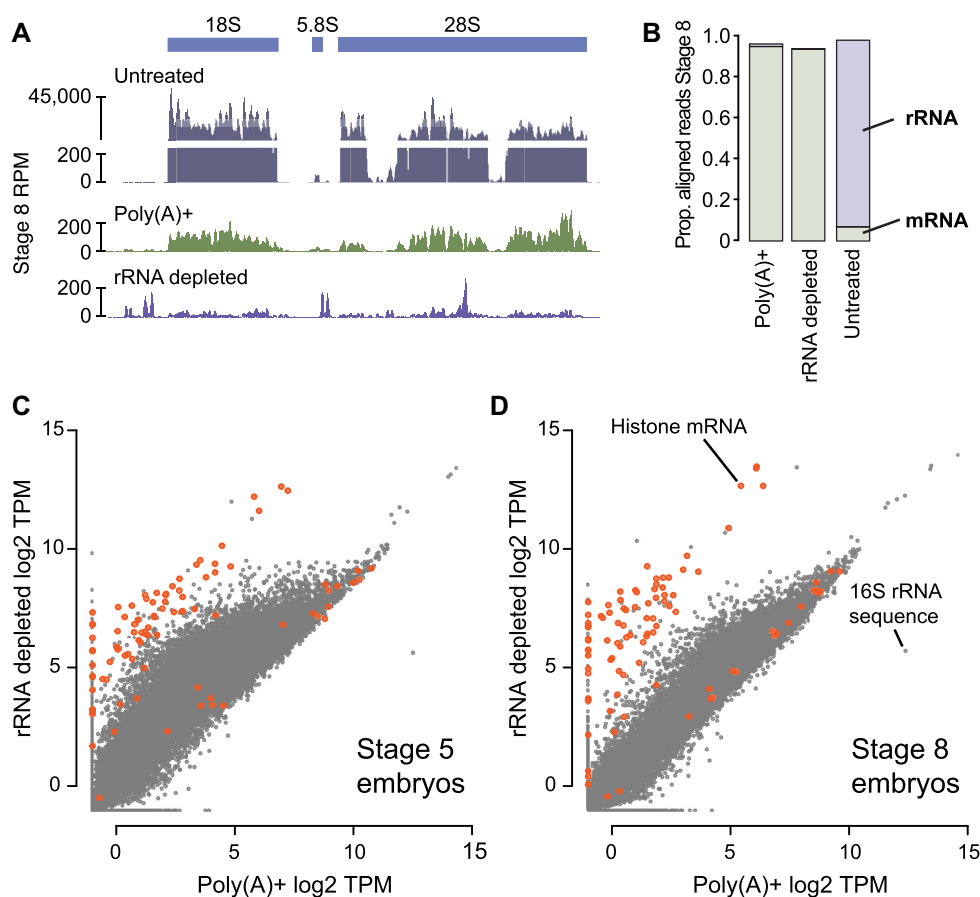 A
18S 5.8S 28S
Untreated
45,000
200
0
Poly(A)+
200
0
rRNA depleted
200
0
Stage 8 RPM
B
Prop. aligned reads Stage 8
1.0
0.8
0.6
0.4
0.2
0
rRNA
mRNA
Poly(A)+
rRNA depleted
Untreated
C
rRNA depleted log2 TPM
15
10
5
0
Stage 5
embryos
0 5 10 15
Poly(A)+ log2 TPM
D
rRNA depleted log2 TPM
15
10
5
0
Histone mRNA
16S rRNA
sequence
Stage 8
embryos
0 5 10 15
Poly(A)+ log2 TPM